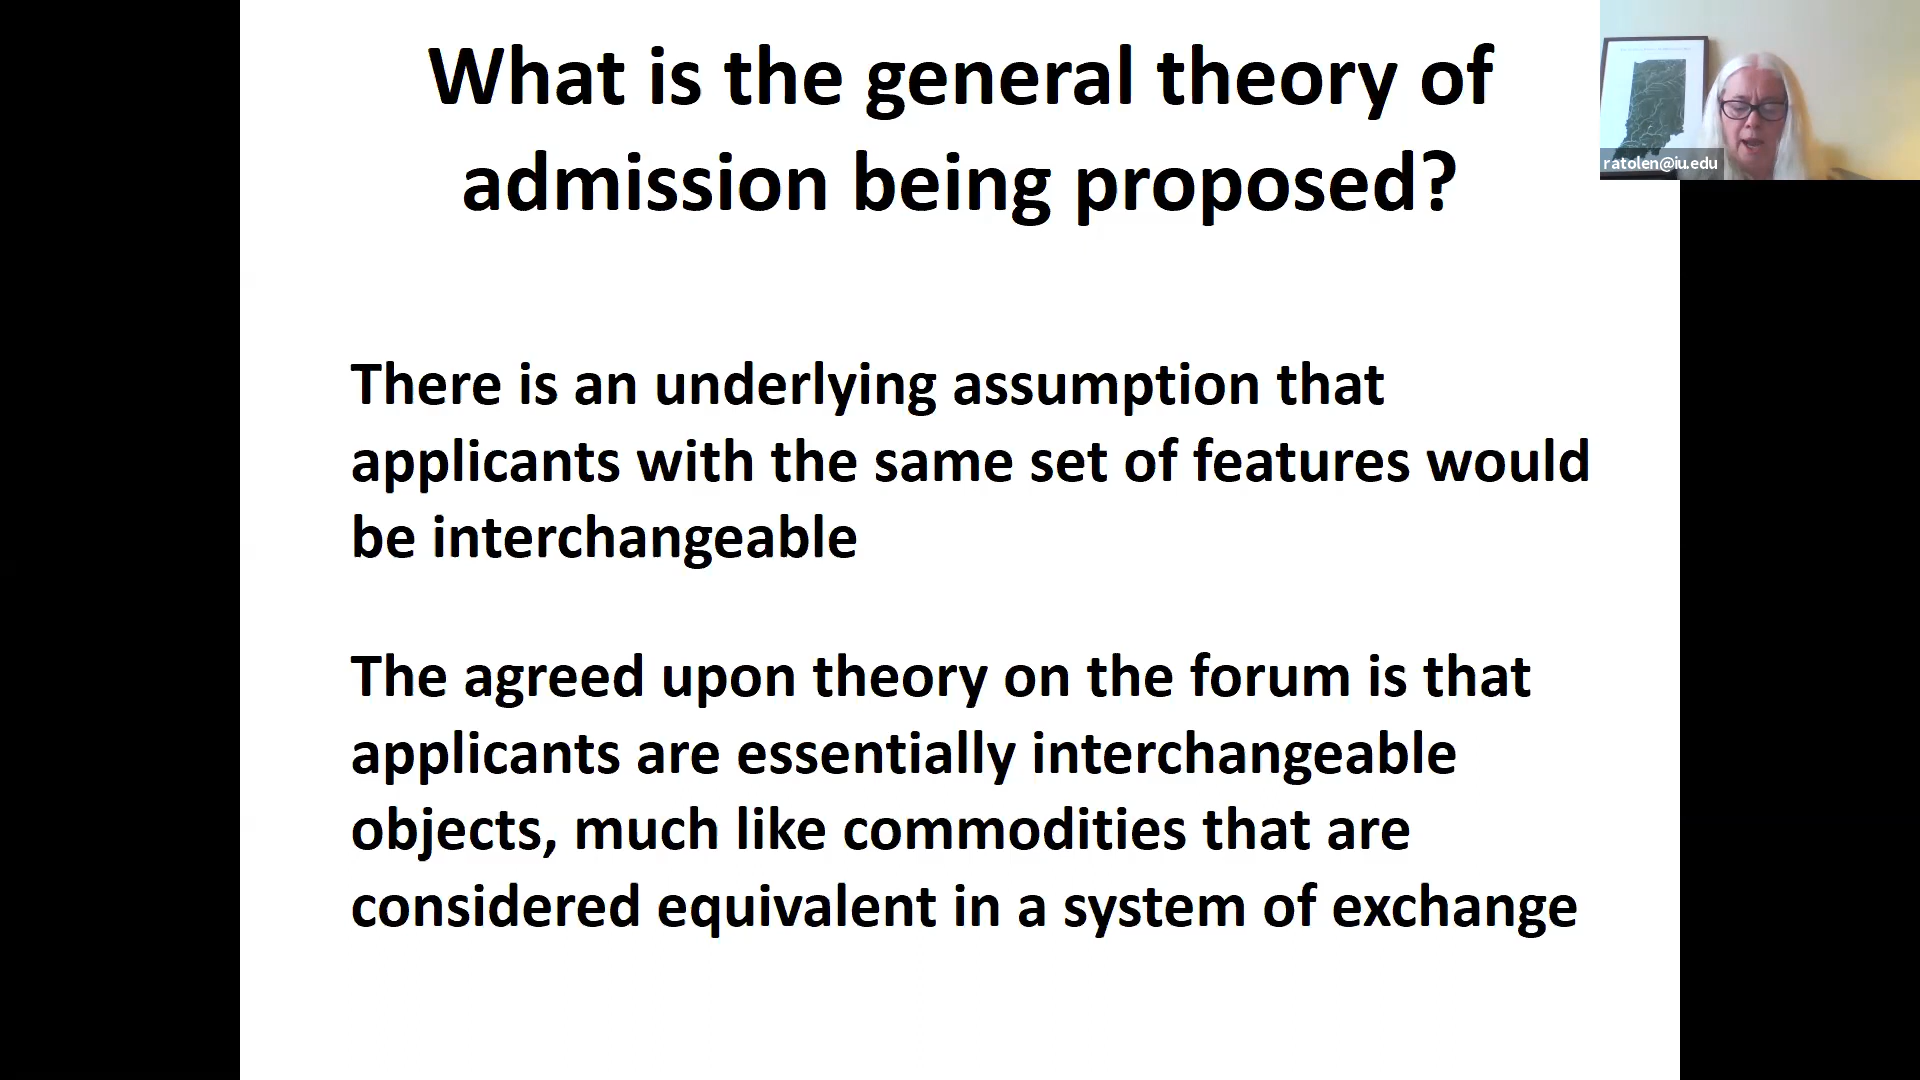 What is the general theory of
admission being proposed?
ratolen@iu.edu
There is an underlying assumption that
applicants with the same set of features would
be interchangeable
The agreed upon theory on the forum is that
applicants are essentially interchangeable
objects, much like commodities that are
considered equivalent in a system of exchange